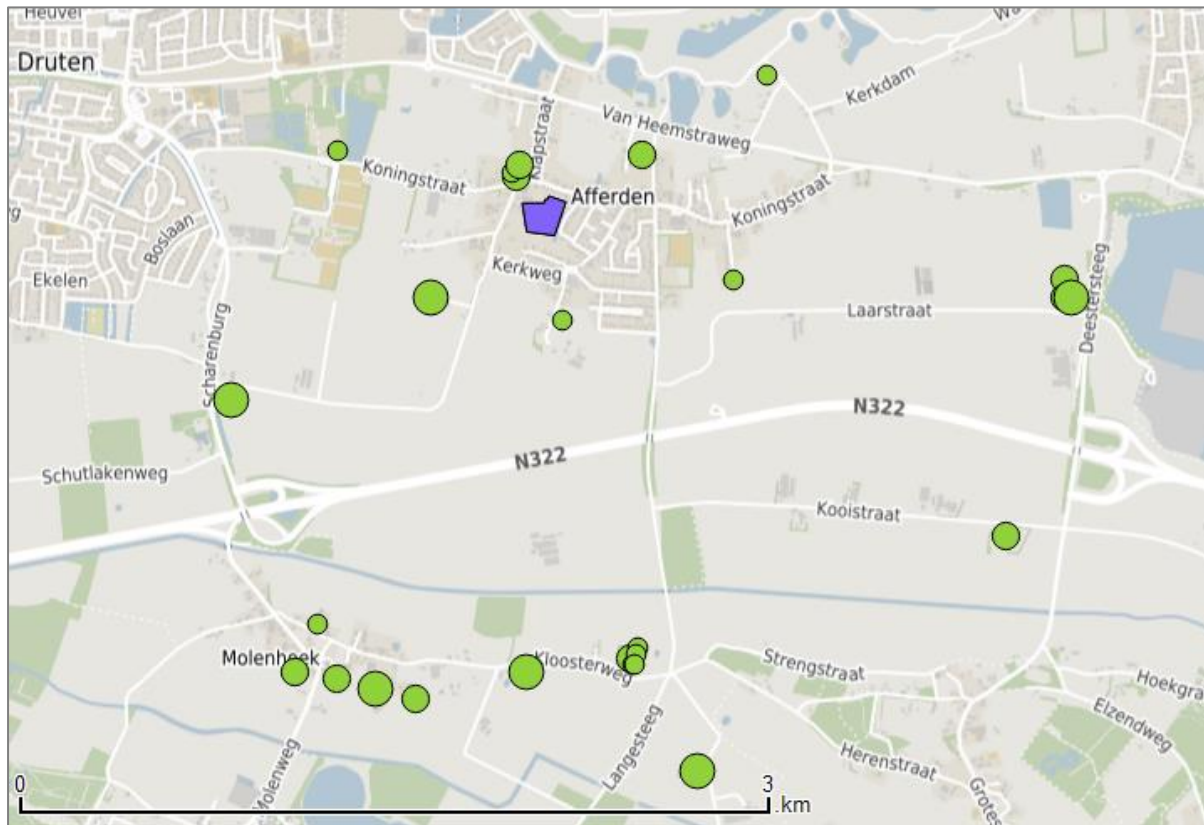 Heuvel
Druten
Klapstraat
Van Heemstraweg
Kerkdam
Wa
Koningstraat
Afferden
Koningstraat
Boslaan
Ekelen
Kerkweg
Laarstraat
Deestersteeg
Scharenburg
N322
N322
Schutlakenweg
Kooistraat
Molenhoek
Kloosterweg
Strengstraat
Hoekgra
Elzendweg
Langesteeg
Herenstraat
Molenweg
Grotes
0
3
km